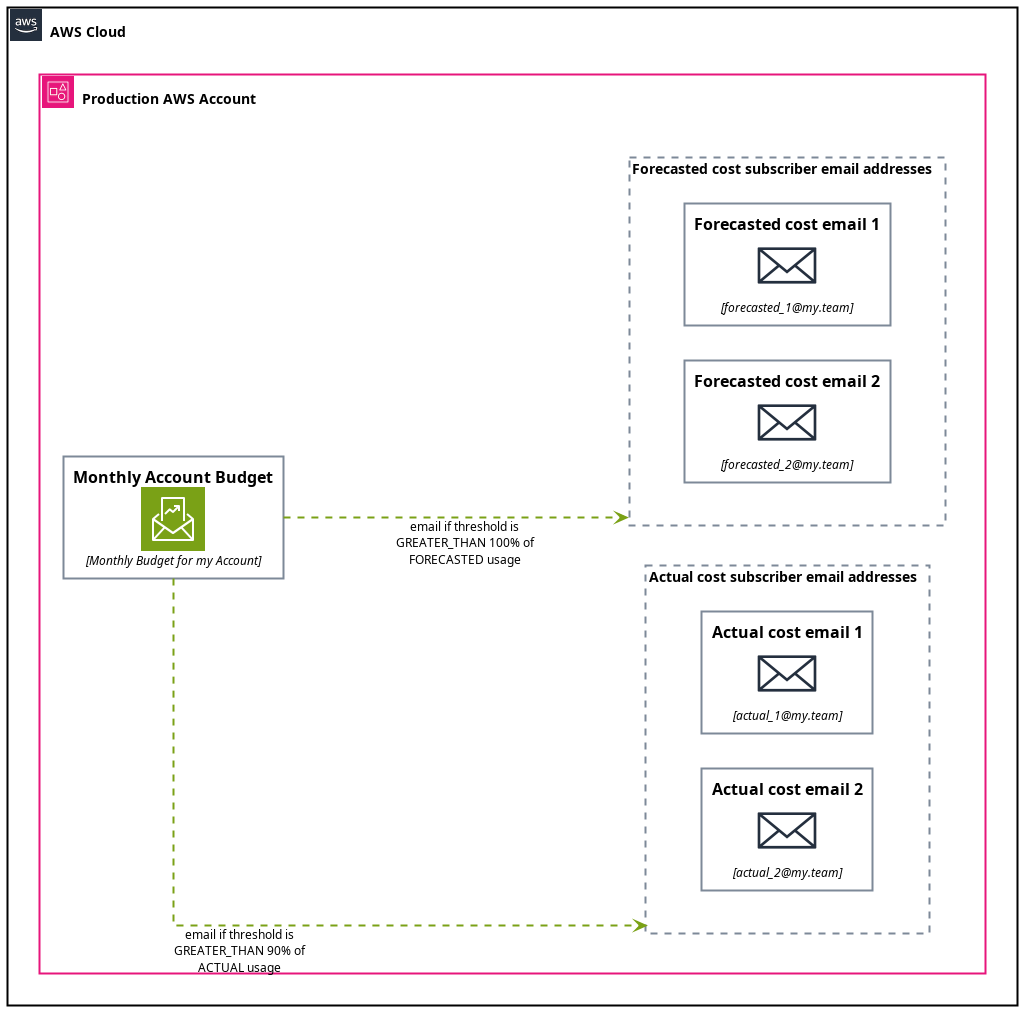 aws
AWS Cloud
Production AWS Account
Forecasted cost subscriber email addresses
Forecasted cost email 1
[forecasted_1@my.team]
Forecasted cost email 2
[forecasted_2@my.team]
Monthly Account Budget
[Monthly Budget for my Account]
email if threshold is
GREATER_THAN 100% of
FORECASTED usage
Actual cost subscriber email addresses
Actual cost email 1
[actual_1@my.team]
Actual cost email 2
[actual_2@my.team]
email if threshold is
GREATER_THAN 90% of
ACTUAL usage